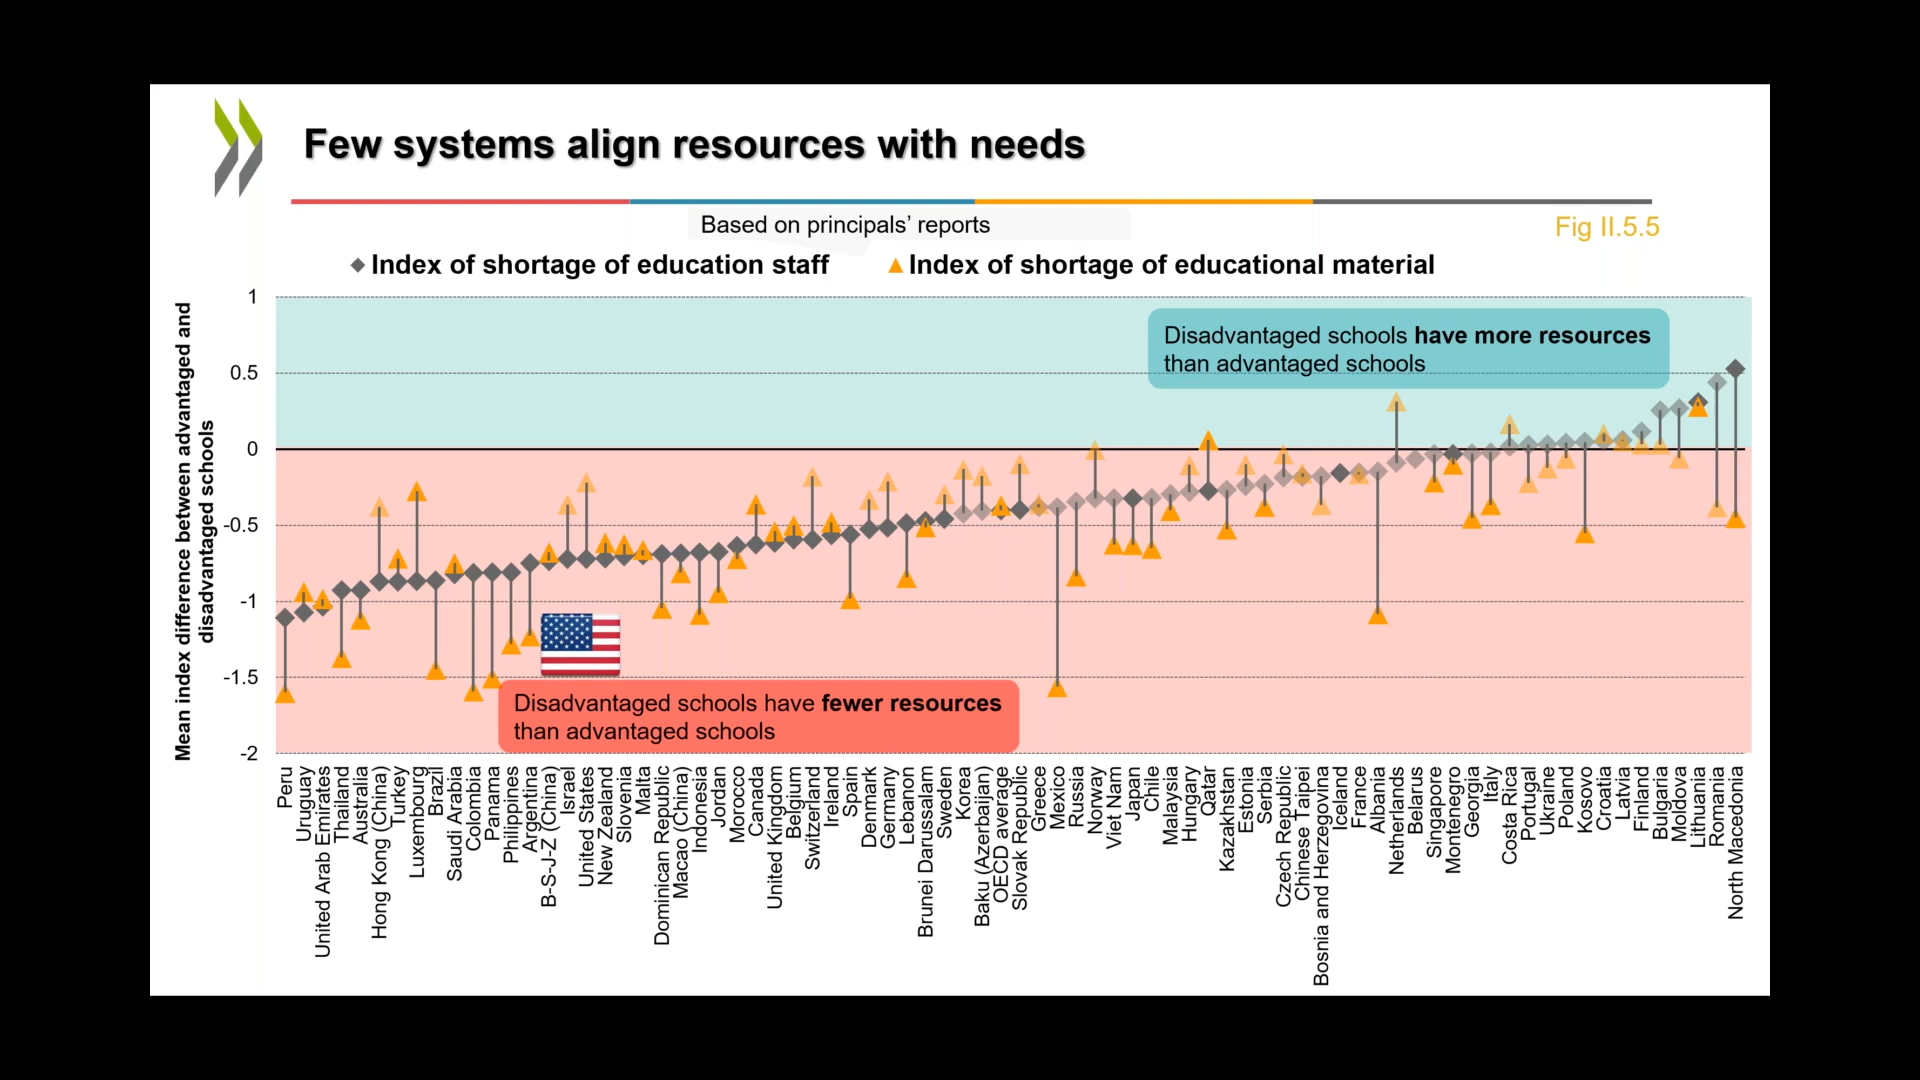 Few systems align resources with needs
Based on principals’ reports
Fig II.5.5
Index of shortage of education staff
Index of shortage of educational material
Mean index difference between advantaged and
disadvantaged schools
1
0.5
0
-0.5
-1
-1.5
-2
Disadvantaged schools have more resources
than advantaged schools
Disadvantaged schools have fewer resources
than advantaged schools
Peru
Uruguay
United Arab Emirates
Thailand
Australia
Hong Kong (China)
Turkey
Luxembourg
Brazil
Saudi Arabia
Colombia
Panama
Philippines
Argentina
B-S-J-Z (China)
Israel
United States
New Zealand
Slovenia
Malta
Dominican Republic
Macao (China)
Indonesia
Jordan
Morocco
Canada
United Kingdom
Belgium
Switzerland
Ireland
Spain
Denmark
Germany
Lebanon
Brunei Darussalam
Sweden
Korea
Baku (Azerbaijan)
OECD average
Slovak Republic
Greece
Mexico
Russia
Norway
Viet Nam
Japan
Chile
Malaysia
Hungary
Qatar
Kazakhstan
Estonia
Serbia
Czech Republic
Chinese Taipei
Bosnia and Herzegovina
Iceland
France
Albania
Netherlands
Belarus
Singapore
Montenegro
Georgia
Italy
Costa Rica
Portugal
Ukraine
Poland
Kosovo
Croatia
Latvia
Finland
Bulgaria
Moldova
Lithuania
Romania
North Macedonia